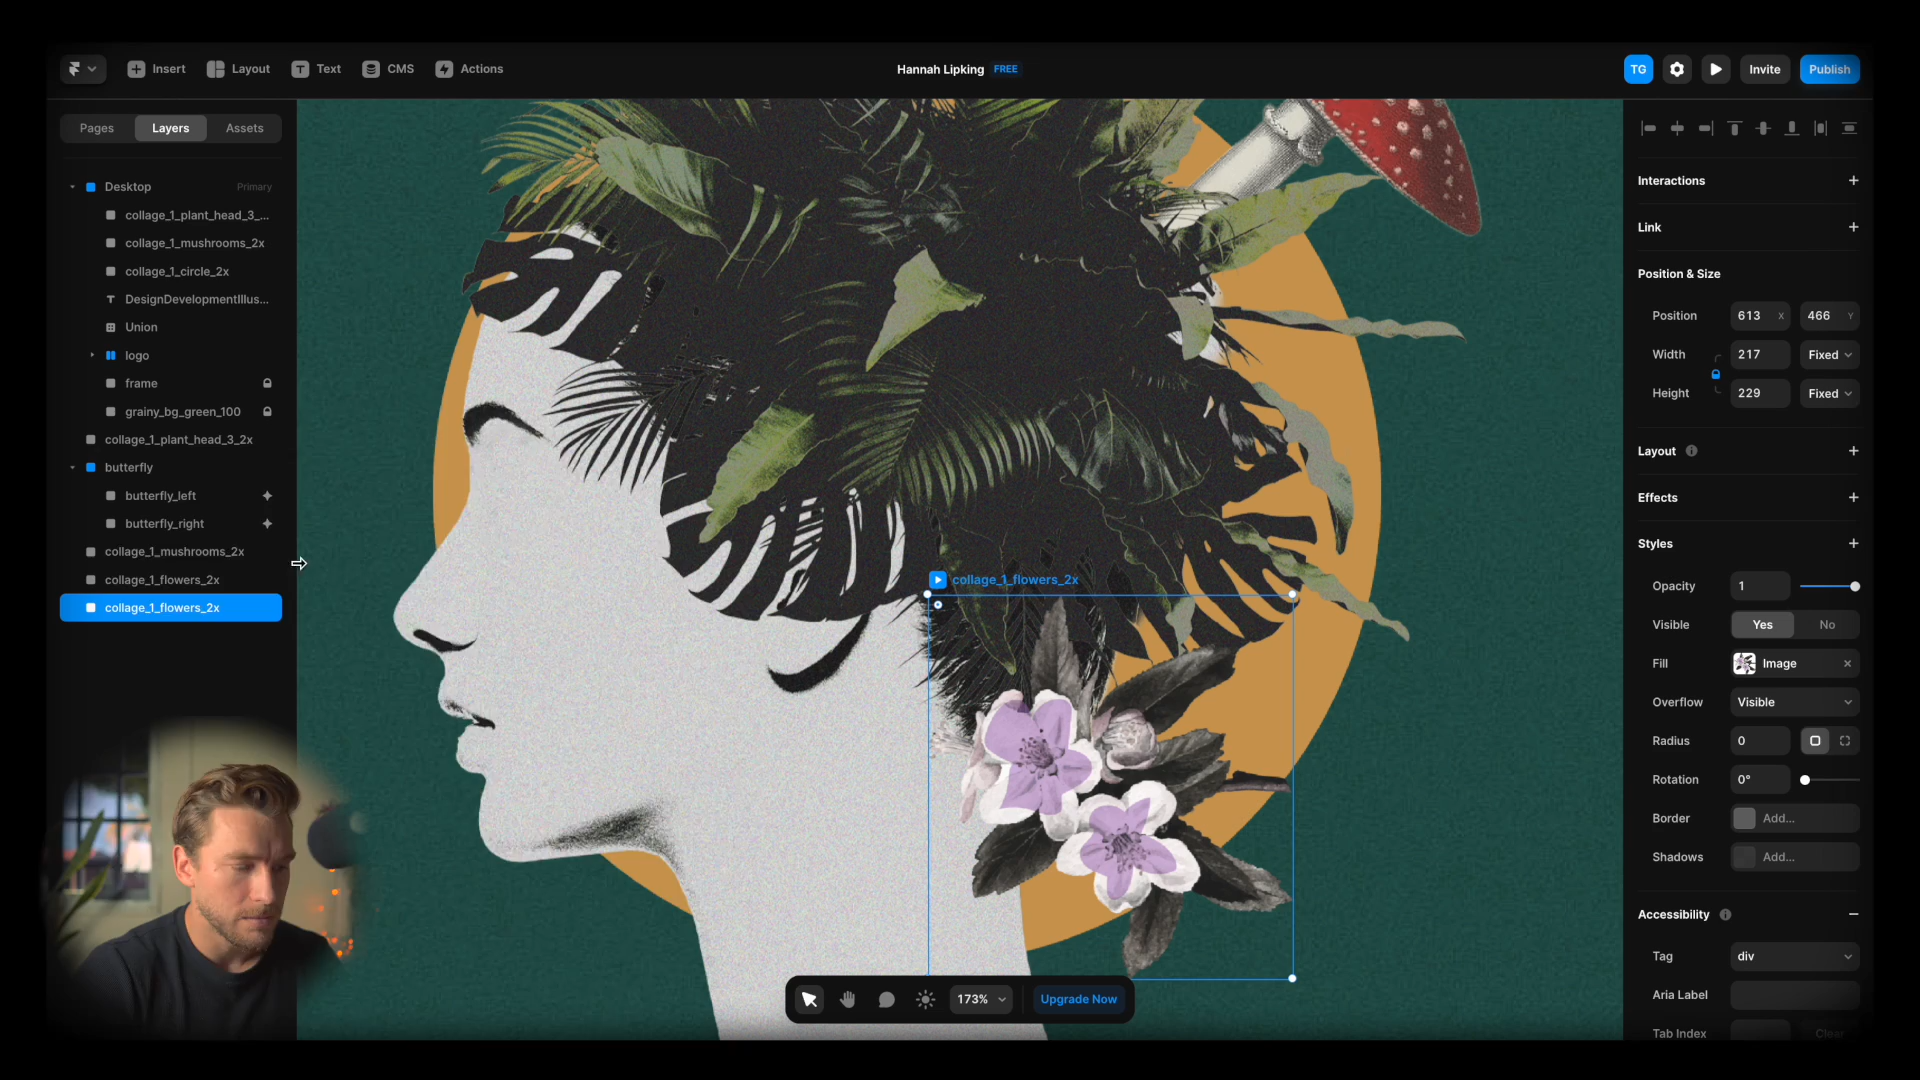 Insert
Layout
Text
CMS
Actions
Hannah Lipking
FREE
TG
Invite
Publish
Pages
Layers
Assets
Desktop
Primary
collage_1_plant_head_3_...
collage_1_mushrooms_2x
collage_1_circle_2x
DesignDevelopmentIllus...
Union
logo
frame
grainy_bg_green_100
collage_1_plant_head_3_2x
butterfly
butterfly_left
butterfly_right
collage_1_mushrooms_2x
collage_1_flowers_2x
collage_1_flowers_2x
collage_1_flowers_2x
173%
Upgrade Now
Interactions
Link
Position & Size
Position 613 X 466 Y
Width 217 Fixed
Height 229 Fixed
Layout
Effects
Styles
Opacity 1
Visible Yes No
Fill Image
Overflow Visible
Radius 0
Rotation 0°
Border Add...
Shadows Add...
Accessibility
Tag div
Aria Label
Tab Index Clear